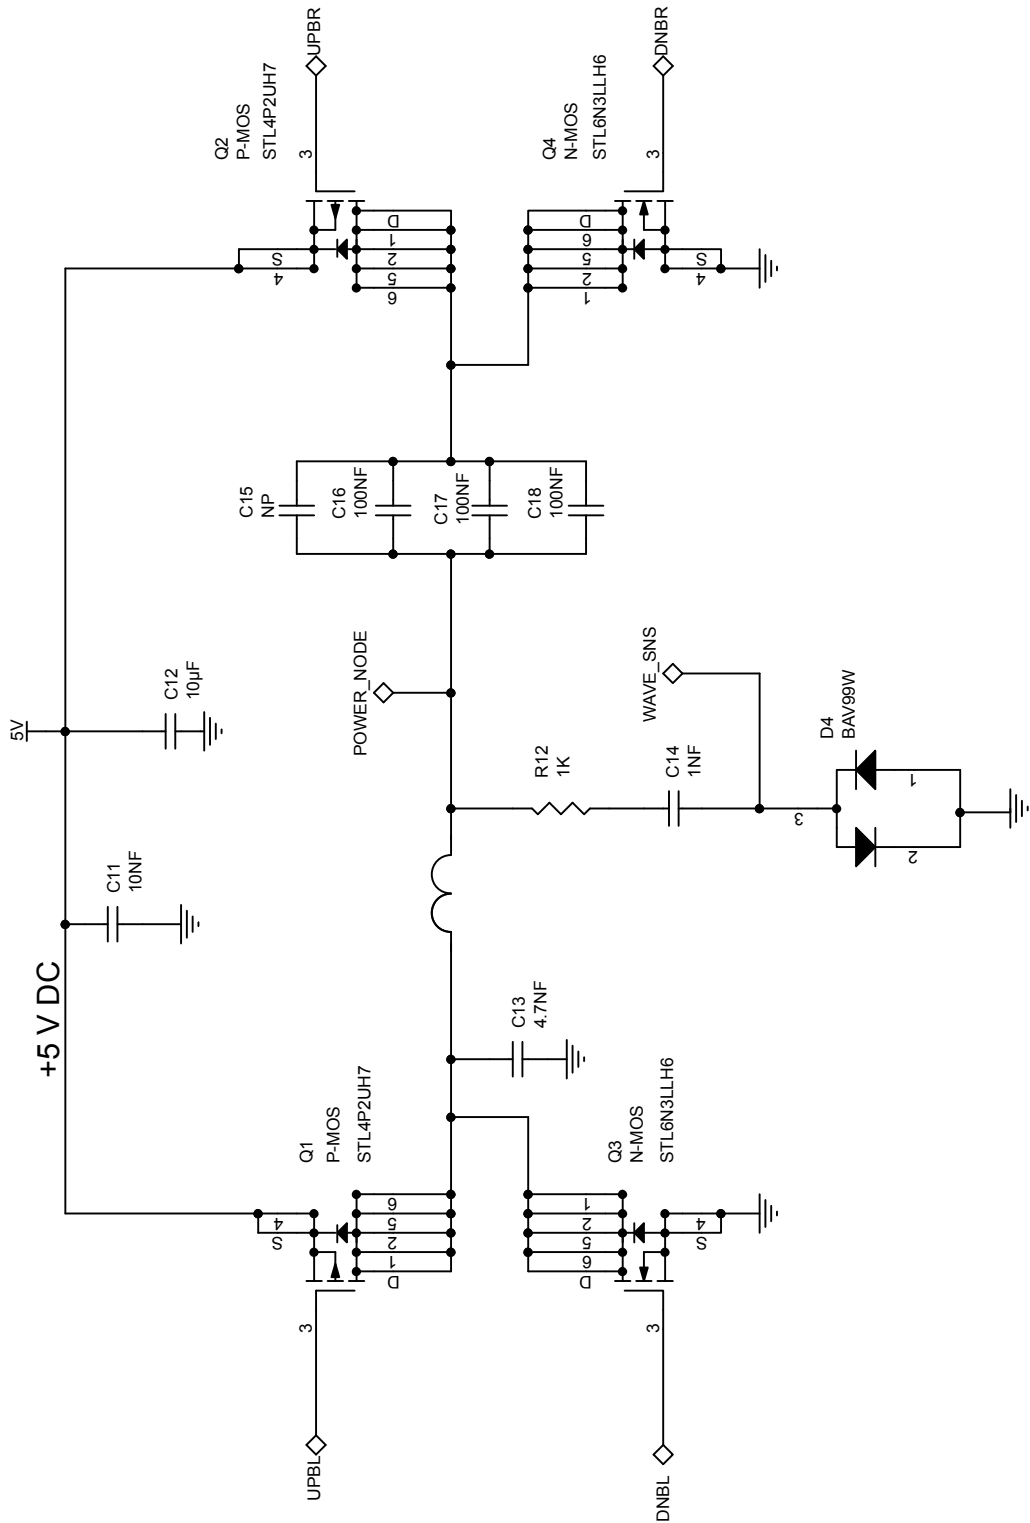 5V
+5 V DC
C11
10NF
C12
10µF
UPBL
3
Q1
P-MOS
STL4P2UH7
S
4
D
1
2
5
6
Q2
P-MOS
STL4P2UH7
3
UPBR
4
S
6
5
2
1
D
POWER_NODE
C15
NP
C16
100NF
C17
100NF
C18
100NF
C13
4.7NF
R12
1K
C14
1NF
WAVE_SNS
D
6
5
2
1
Q3
N-MOS
STL6N3LLH6
3
S
4
DNBL
1
2
5
6
D
Q4
N-MOS
STL6N3LLH6
3
4
S
DNBR
3
D4
BAV99W
2
1